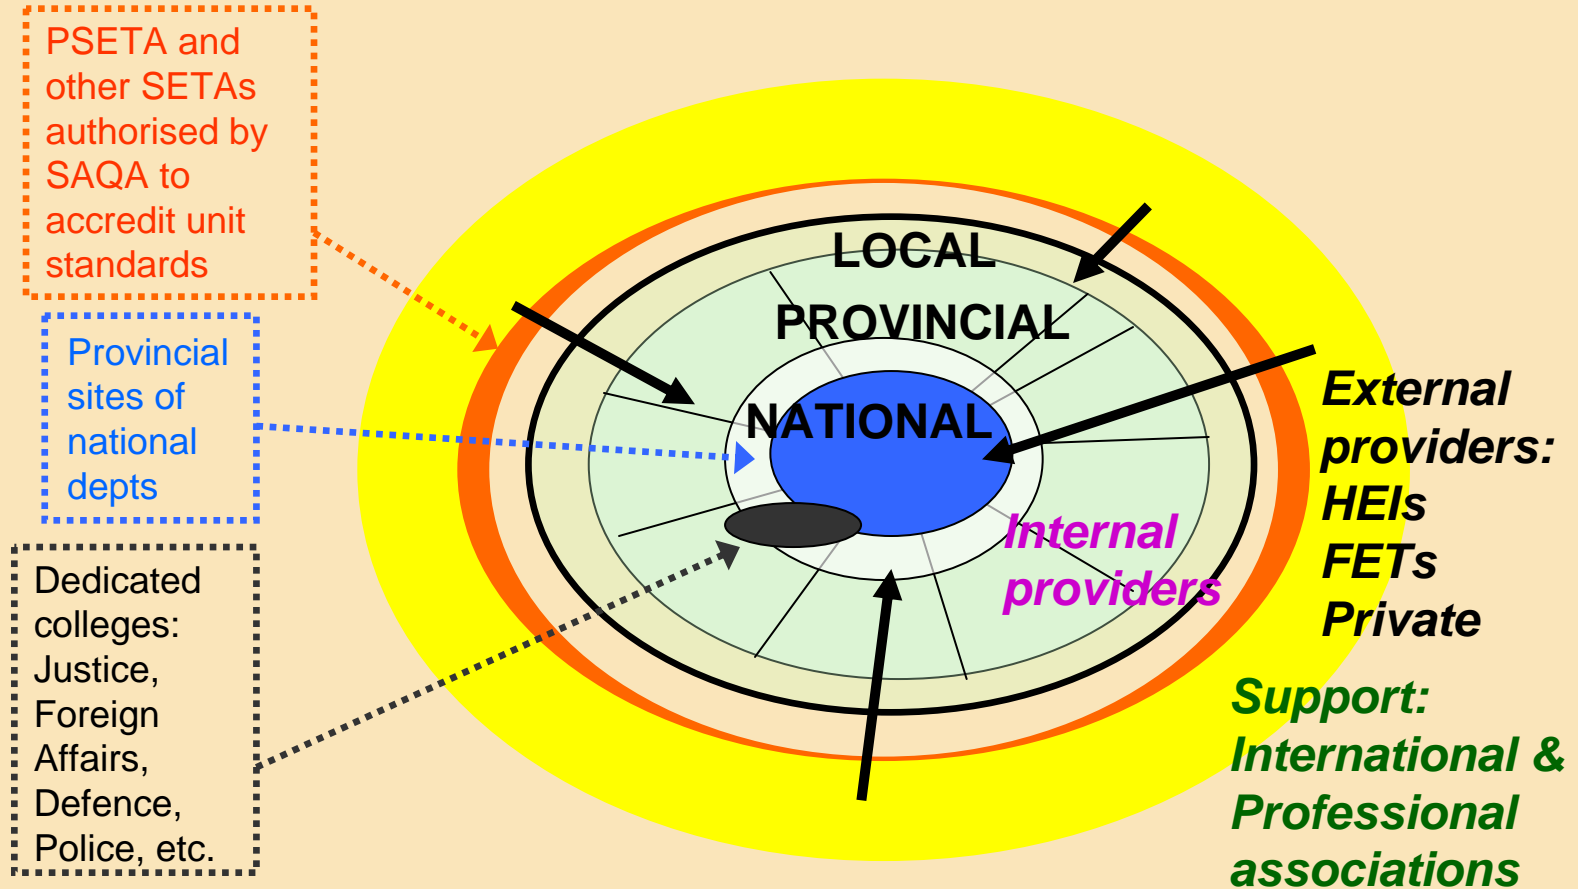 PSETA and
other SETAs
authorised by
SAQA to
accredit unit
standards
Provincial
sites of
national
depts
Dedicated
colleges:
Justice,
Foreign
Affairs,
Defence,
Police, etc.
LOCAL
PROVINCIAL
NATIONAL
Internal
providers
External
providers:
HEIs
FETs
Private
Support:
International &
Professional
associations